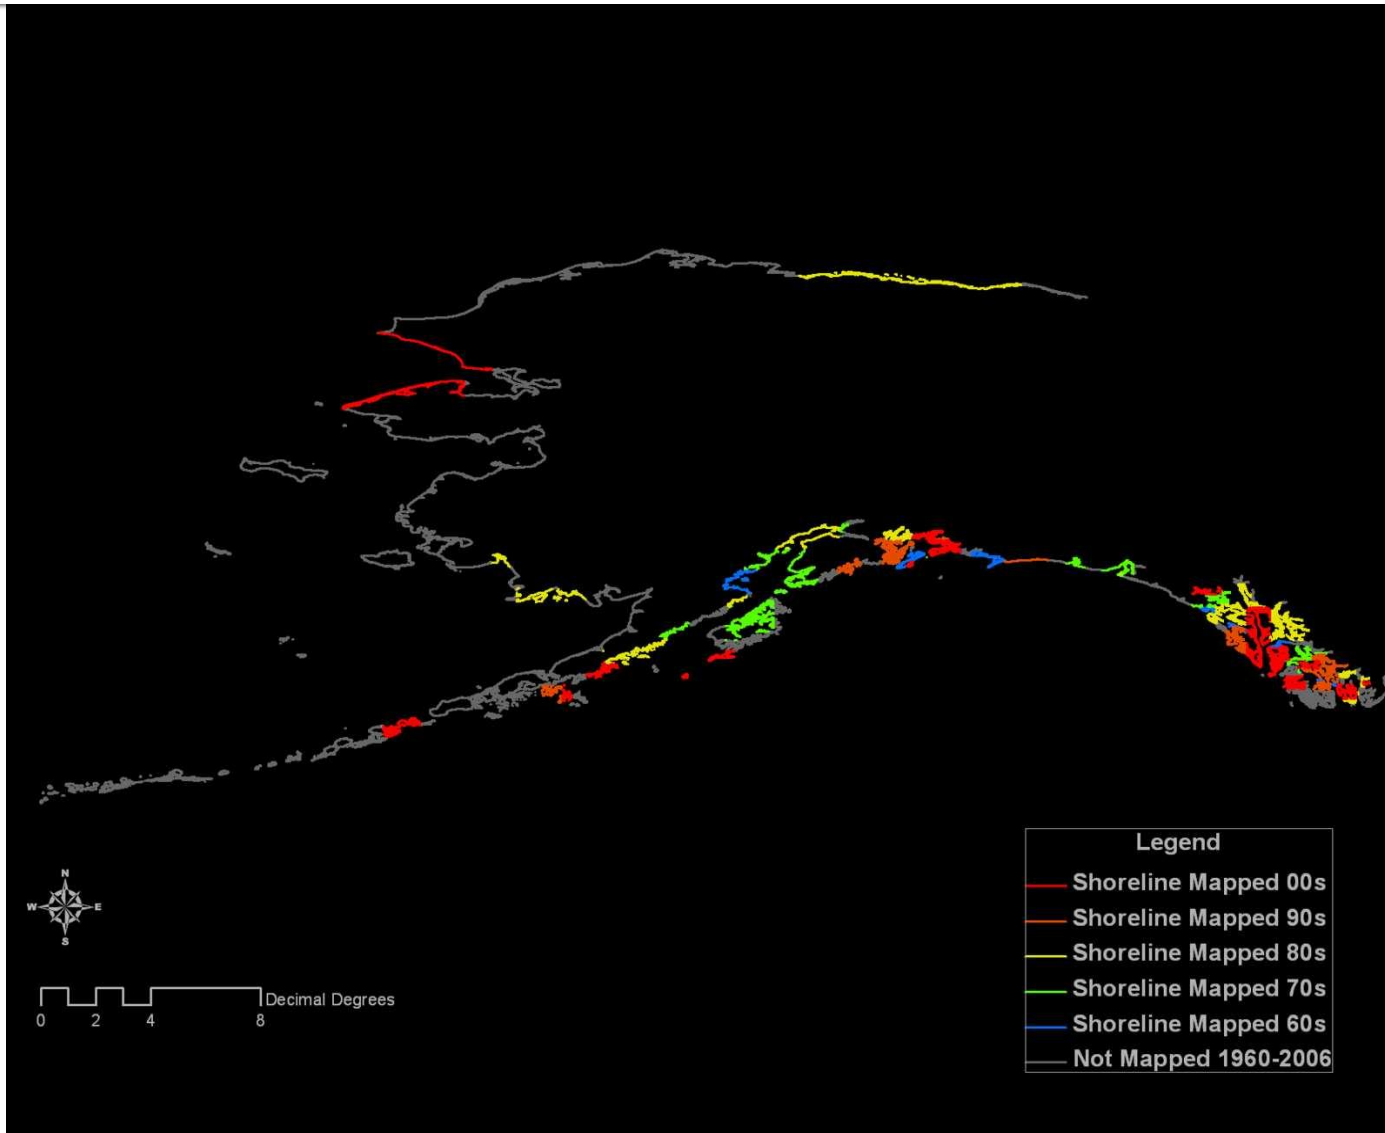 Legend
Shoreline Mapped 00s
Shoreline Mapped 90s
Shoreline Mapped 80s
Shoreline Mapped 70s
Shoreline Mapped 60s
Not Mapped 1960-2006
N
W E
S
Decimal Degrees
0 2 4 8